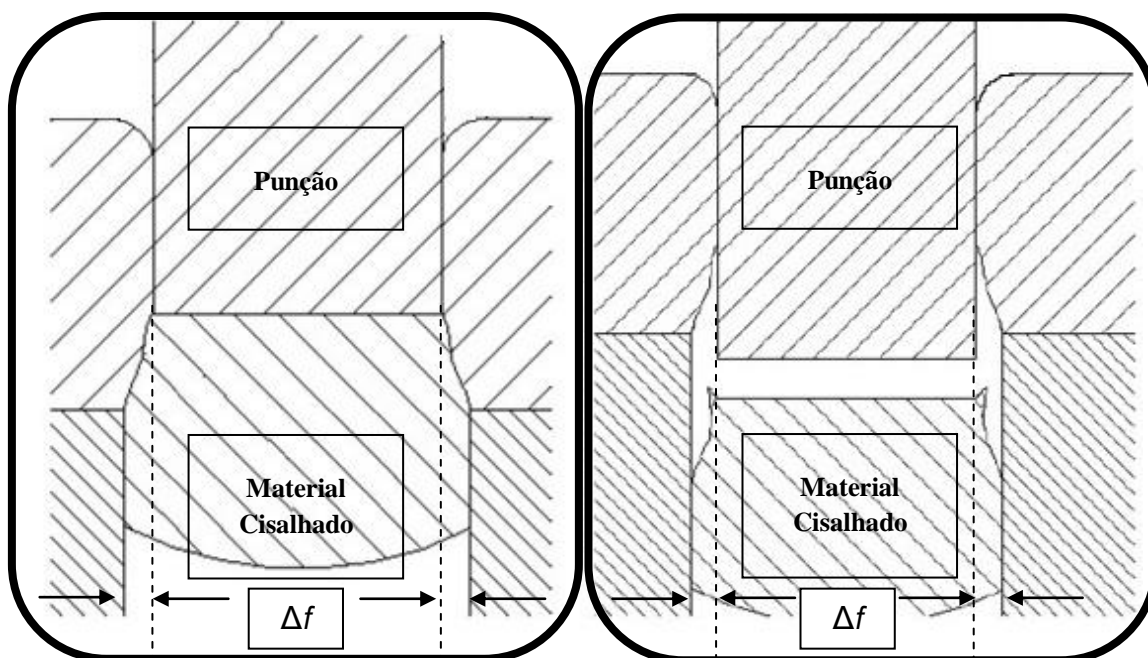 Punção
Material
Cisalhado
Δf
Punção
Material
Cisalhado
Δf